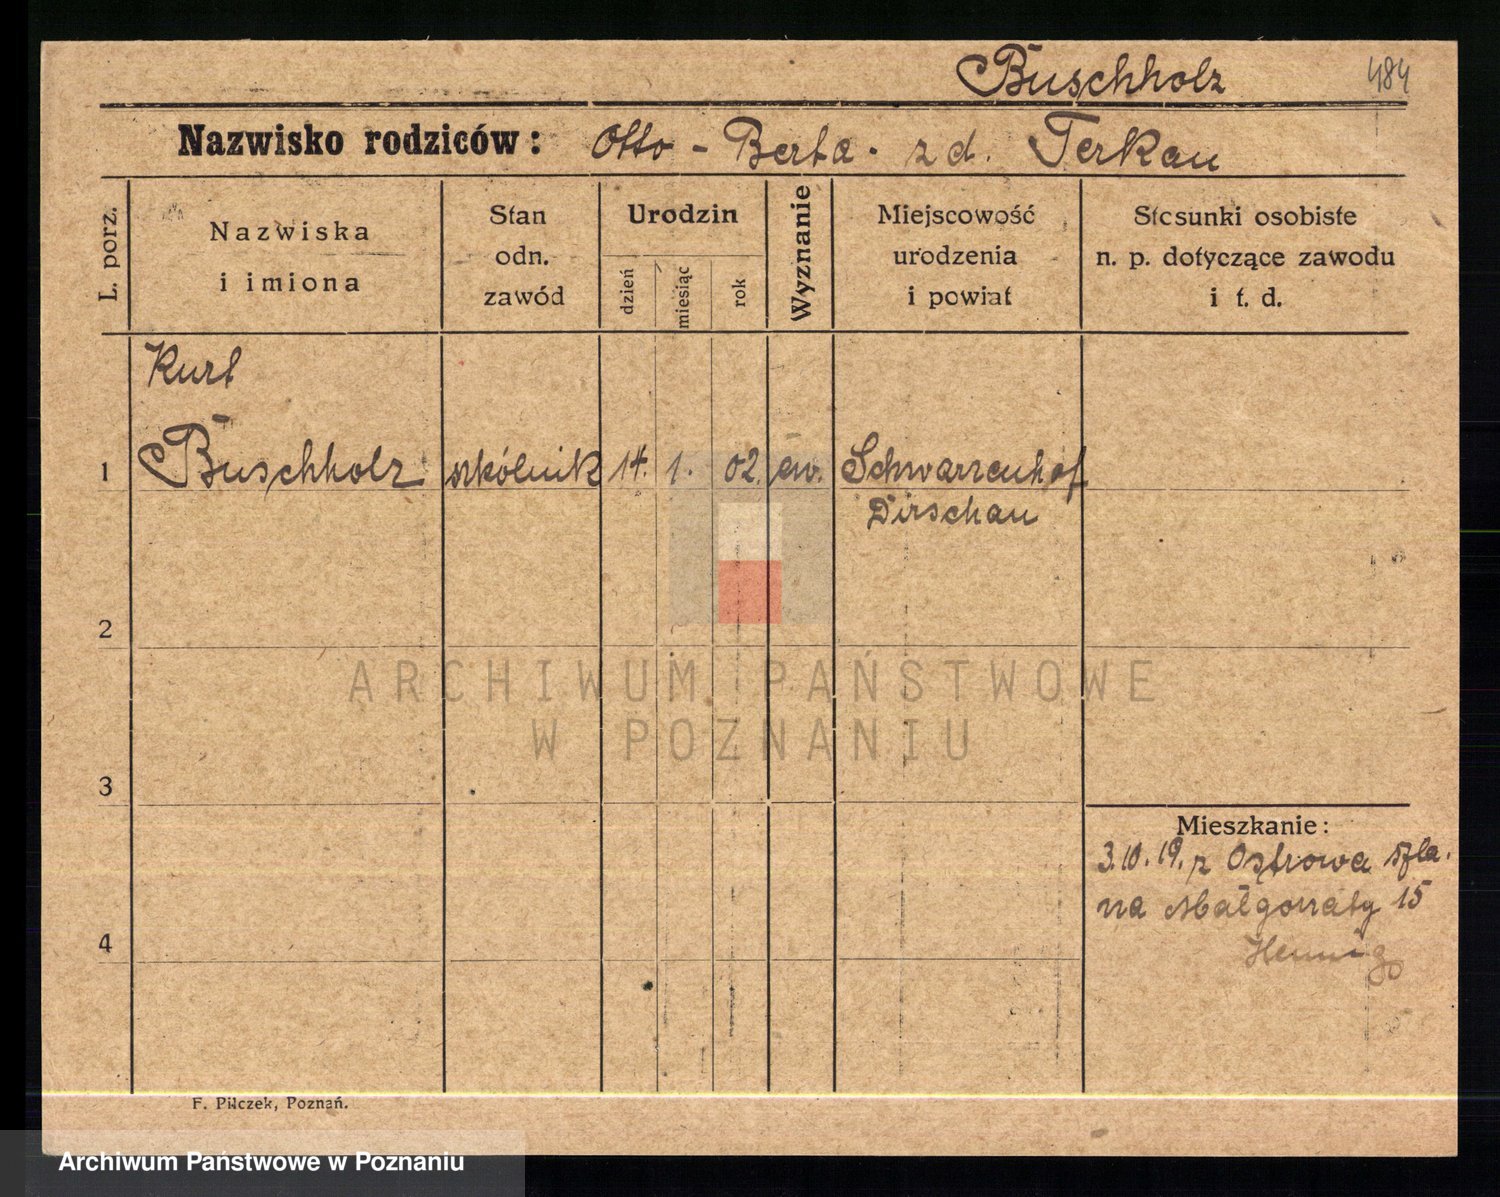 Buschholz 484
Nazwisko rodziców: Otto - Berta - zd. Terkau
L. porz.
Nazwiska
i imiona
Stan
odn.
zawód
Urodzin
dzień
miesiąc
rok
Wyznanie
Miejscowość
urodzenia
i powiat
Stosunki osobiste
n. p. dotyczące zawodu
i t. d.
Kurt
1 Buschholz szkólnik 14. 1. 02. ew. Schwarzenhof
Dirschau
2
ARCHIWUM PAŃSTWOWE
W POZNANIU
3
Mieszkanie:
3.10.19. z Ostrowa
na Małgorzaty 15
Hennig
4
F. Pilczek, Poznań.
Archiwum Państwowe w Poznaniu